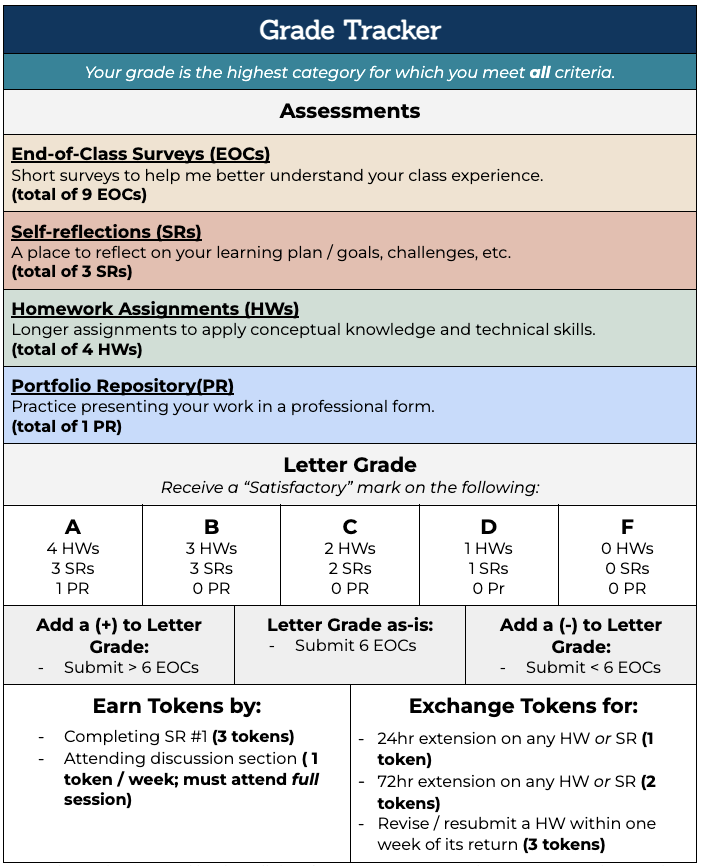 Grade Tracker
Your grade is the highest category for which you meet all criteria.
Assessments
End-of-Class Surveys (EOCs)
Short surveys to help me better understand your class experience.
(total of 9 EOCs)
Self-reflections (SRs)
A place to reflect on your learning plan / goals, challenges, etc.
(total of 3 SRs)
Homework Assignments (HWs)
Longer assignments to apply conceptual knowledge and technical skills.
(total of 4 HWs)
Portfolio Repository(PR)
Practice presenting your work in a professional form.
(total of 1 PR)
Letter Grade
Receive a “Satisfactory” mark on the following:
A
4 HWs
3 SRs
1 PR
B
3 HWs
3 SRs
0 PR
C
2 HWs
2 SRs
0 PR
D
1 HWs
1 SRs
0 Pr
F
0 HWs
0 SRs
0 PR
Add a (+) to Letter
Grade:
- Submit > 6 EOCs
Letter Grade as-is:
- Submit 6 EOCs
Add a (-) to Letter
Grade:
- Submit < 6 EOCs
Earn Tokens by:
- Completing SR #1 (3 tokens)
- Attending discussion section ( 1
token / week; must attend full
session)
Exchange Tokens for:
- 24hr extension on any HW or SR (1
token)
- 72hr extension on any HW or SR (2
tokens)
- Revise / resubmit a HW within one
week of its return (3 tokens)